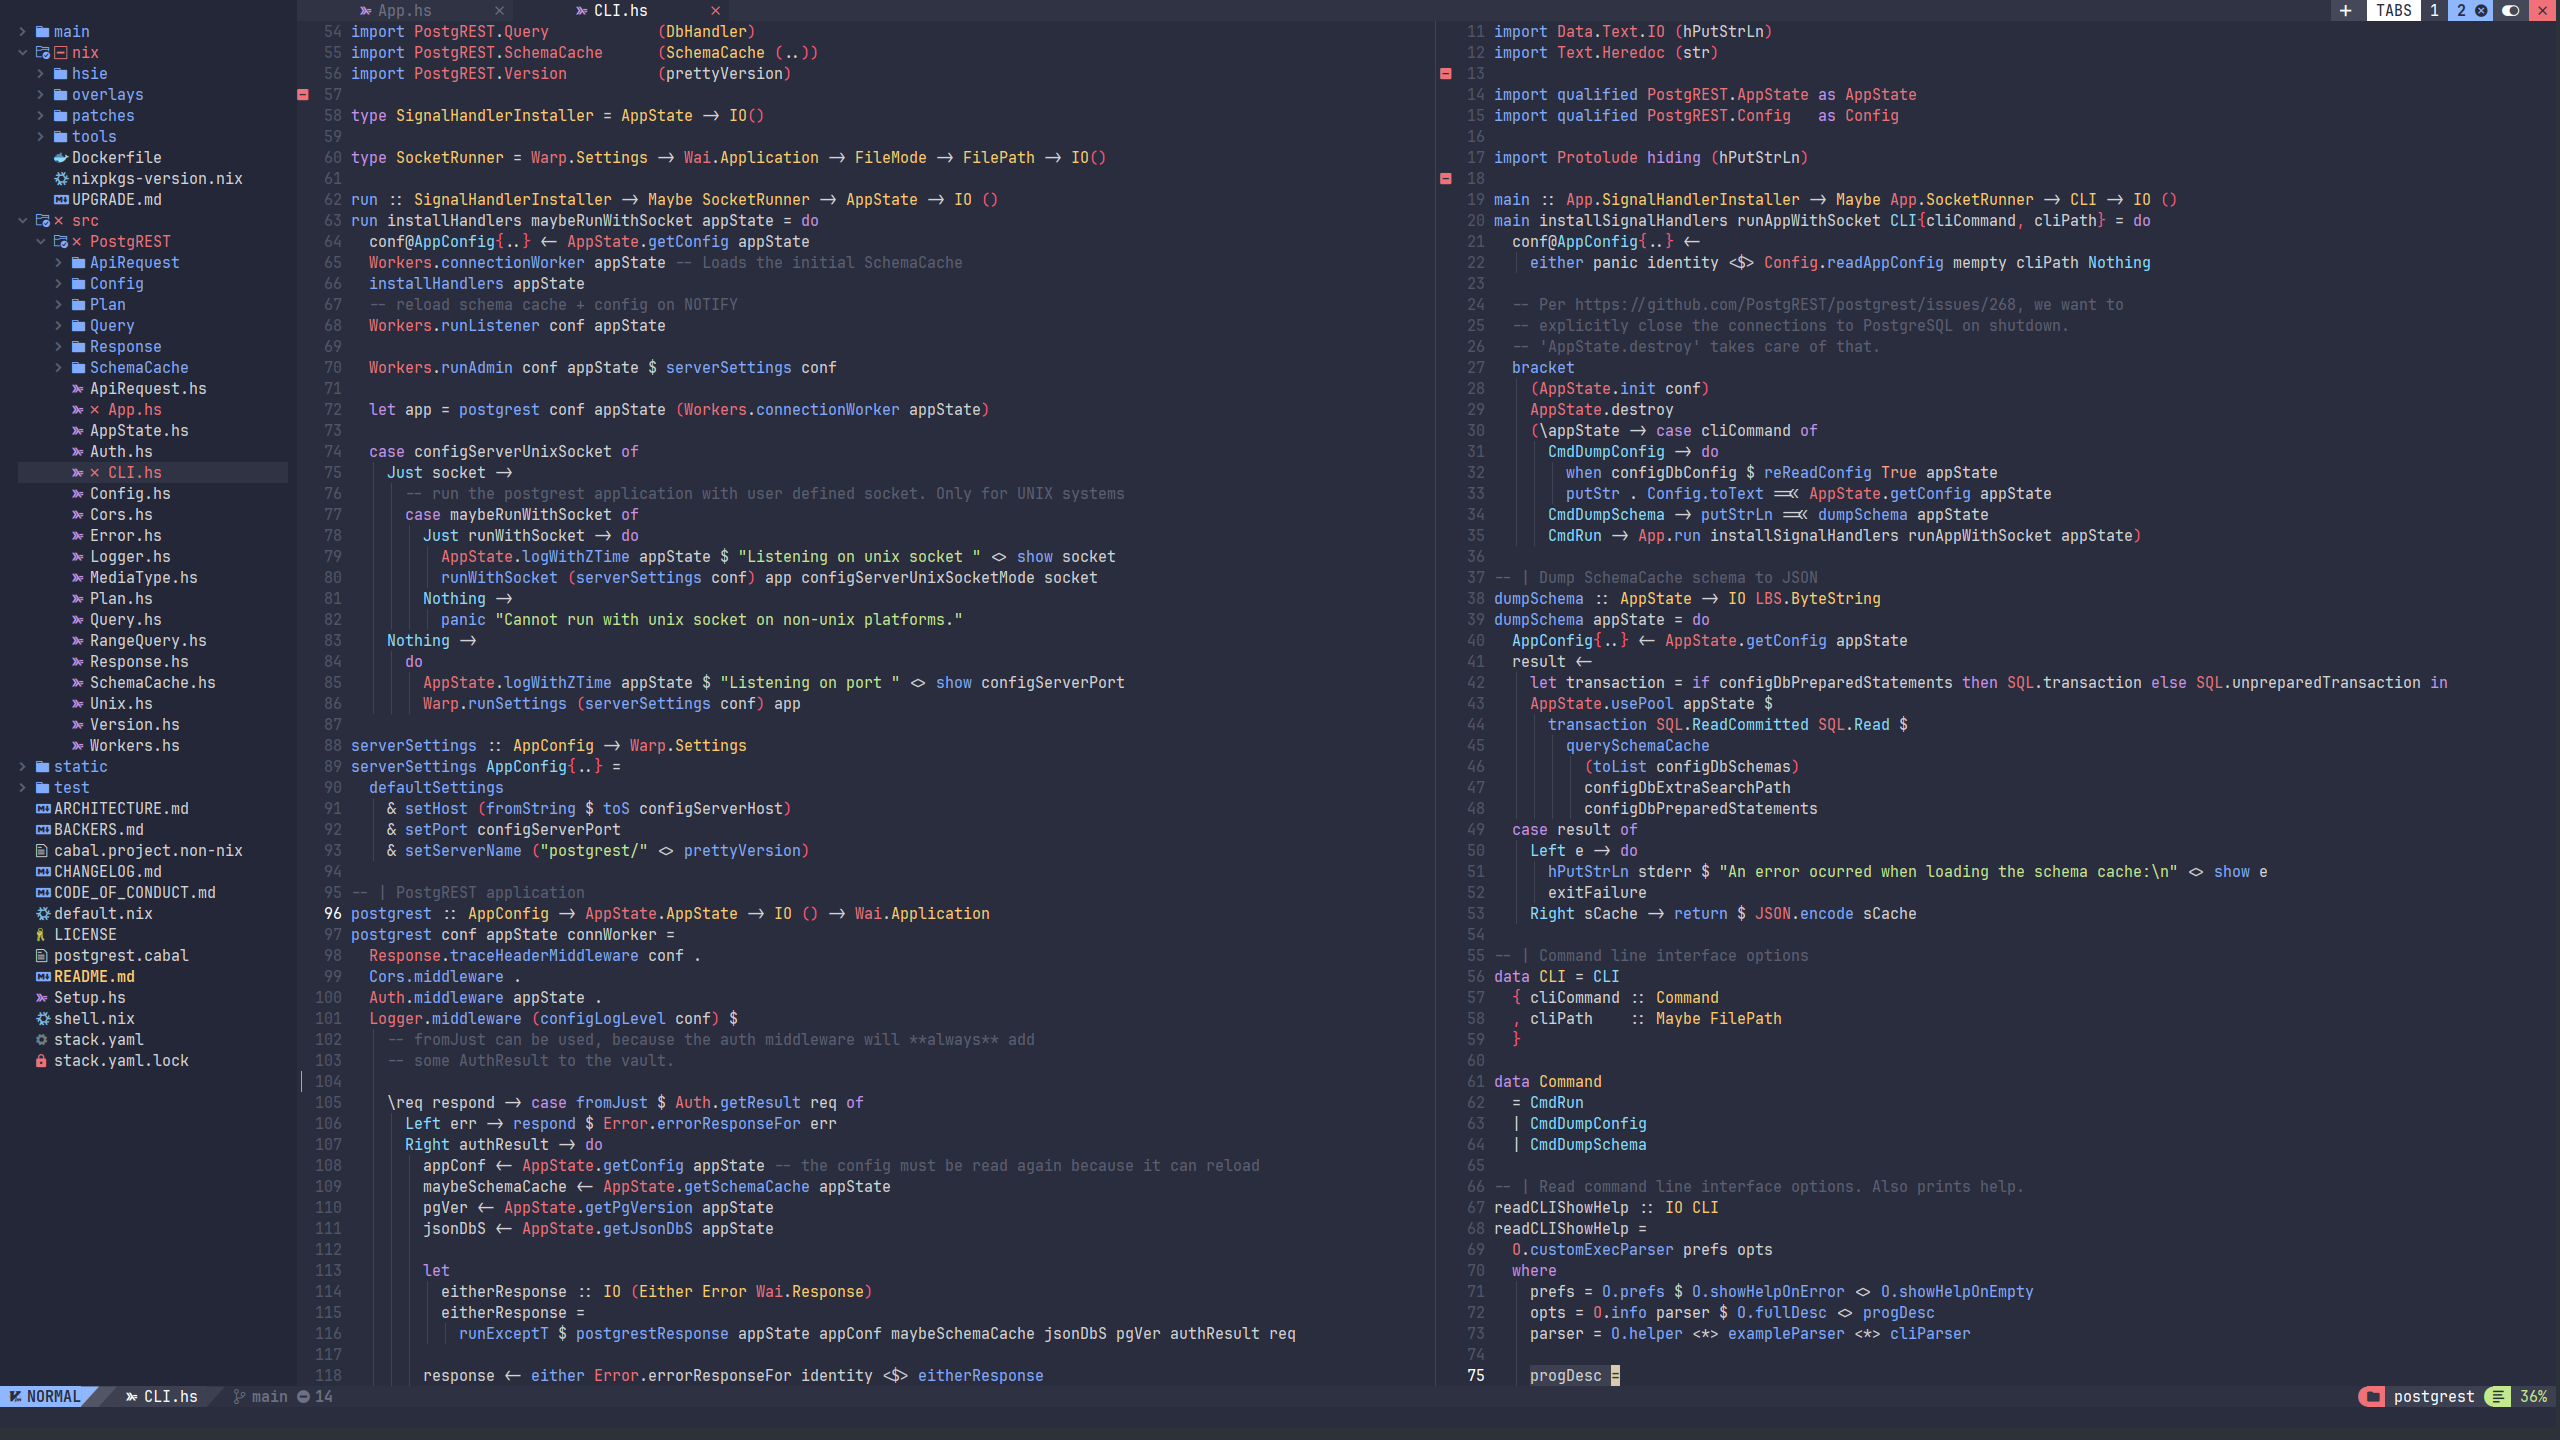 App.hs
CLI.hs
TABS 1 2
main
nix
hsie
overlays
patches
tools
Dockerfile
nixpkgs-version.nix
UPGRADE.md
src
PostgREST
ApiRequest
Config
Plan
Query
Response
SchemaCache
ApiRequest.hs
App.hs
AppState.hs
Auth.hs
CLI.hs
Config.hs
Cors.hs
Error.hs
Logger.hs
MediaType.hs
Plan.hs
Query.hs
RangeQuery.hs
Response.hs
SchemaCache.hs
Unix.hs
Version.hs
Workers.hs
static
test
ARCHITECTURE.md
BACKERS.md
cabal.project.non-nix
CHANGELOG.md
CODE_OF_CONDUCT.md
default.nix
LICENSE
postgrest.cabal
README.md
Setup.hs
shell.nix
stack.yaml
stack.yaml.lock
54 import PostgREST.Query            (DbHandler)
55 import PostgREST.SchemaCache      (SchemaCache (..))
56 import PostgREST.Version          (prettyVersion)
57
58 type SignalHandlerInstaller = AppState -> IO()
59
60 type SocketRunner = Warp.Settings -> Wai.Application -> FileMode -> FilePath -> IO()
61
62 run :: SignalHandlerInstaller -> Maybe SocketRunner -> AppState -> IO ()
63 run installHandlers maybeRunWithSocket appState = do
64   conf@AppConfig{..} <- AppState.getConfig appState
65   Workers.connectionWorker appState -- Loads the initial SchemaCache
66   installHandlers appState
67   -- reload schema cache + config on NOTIFY
68   Workers.runListener conf appState
69
70   Workers.runAdmin conf appState $ serverSettings conf
71
72   let app = postgrest conf appState (Workers.connectionWorker appState)
73
74   case configServerUnixSocket of
75     Just socket ->
76       -- run the postgrest application with user defined socket. Only for UNIX systems
77       case maybeRunWithSocket of
78         Just runWithSocket -> do
79           AppState.logWithZTime appState $ "Listening on unix socket " <> show socket
80           runWithSocket (serverSettings conf) app configServerUnixSocketMode socket
81         Nothing ->
82           panic "Cannot run with unix socket on non-unix platforms."
83     Nothing ->
84       do
85         AppState.logWithZTime appState $ "Listening on port " <> show configServerPort
86         Warp.runSettings (serverSettings conf) app
87
88 serverSettings :: AppConfig -> Warp.Settings
89 serverSettings AppConfig{..} =
90   defaultSettings
91     & setHost (fromString $ toS configServerHost)
92     & setPort configServerPort
93     & setServerName ("postgrest/" <> prettyVersion)
94
95 -- | PostgREST application
96 postgrest :: AppConfig -> AppState.AppState -> IO () -> Wai.Application
97 postgrest conf appState connWorker =
98   Response.traceHeaderMiddleware conf .
99   Cors.middleware .
100   Auth.middleware appState .
101   Logger.middleware (configLogLevel conf) $
102     -- fromJust can be used, because the auth middleware will **always** add
103     -- some AuthResult to the vault.
104
105     \req respond -> case fromJust $ Auth.getResult req of
106       Left err -> respond $ Error.errorResponseFor err
107       Right authResult -> do
108         appConf <- AppState.getConfig appState -- the config must be read again because it can reload
109         maybeSchemaCache <- AppState.getSchemaCache appState
110         pgVer <- AppState.getPgVersion appState
111         jsonDbS <- AppState.getJsonDbS appState
112
113         let
114           eitherResponse :: IO (Either Error Wai.Response)
115           eitherResponse =
116             runExceptT $ postgrestResponse appState appConf maybeSchemaCache jsonDbS pgVer authResult req
117
118         response <- either Error.errorResponseFor identity <$> eitherResponse
11 import Data.Text.IO (hPutStrLn)
12 import Text.Heredoc (str)
13
14 import qualified PostgREST.AppState as AppState
15 import qualified PostgREST.Config   as Config
16
17 import Protolude hiding (hPutStrLn)
18
19 main :: App.SignalHandlerInstaller -> Maybe App.SocketRunner -> CLI -> IO ()
20 main installSignalHandlers runAppWithSocket CLI{cliCommand, cliPath} = do
21   conf@AppConfig{..} <-
22     either panic identity <$> Config.readAppConfig mempty cliPath Nothing
23
24   -- Per https://github.com/PostgREST/postgrest/issues/268, we want to
25   -- explicitly close the connections to PostgreSQL on shutdown.
26   -- 'AppState.destroy' takes care of that.
27   bracket
28     (AppState.init conf)
29     AppState.destroy
30     (\appState -> case cliCommand of
31       CmdDumpConfig -> do
32         when configDbConfig $ reReadConfig True appState
33         putStr . Config.toText =<< AppState.getConfig appState
34       CmdDumpSchema -> putStrLn =<< dumpSchema appState
35       CmdRun -> App.run installSignalHandlers runAppWithSocket appState)
36
37 -- | Dump SchemaCache schema to JSON
38 dumpSchema :: AppState -> IO LBS.ByteString
39 dumpSchema appState = do
40   AppConfig{..} <- AppState.getConfig appState
41   result <-
42     let transaction = if configDbPreparedStatements then SQL.transaction else SQL.unpreparedTransaction in
43     AppState.usePool appState $
44       transaction SQL.ReadCommitted SQL.Read $
45         querySchemaCache
46           (toList configDbSchemas)
47           configDbExtraSearchPath
48           configDbPreparedStatements
49   case result of
50     Left e -> do
51       hPutStrLn stderr $ "An error ocurred when loading the schema cache:\n" <> show e
52       exitFailure
53     Right sCache -> return $ JSON.encode sCache
54
55 -- | Command line interface options
56 data CLI = CLI
57   { cliCommand :: Command
58   , cliPath    :: Maybe FilePath
59   }
60
61 data Command
62   = CmdRun
63   | CmdDumpConfig
64   | CmdDumpSchema
65
66 -- | Read command line interface options. Also prints help.
67 readCLIShowHelp :: IO CLI
68 readCLIShowHelp =
69   O.customExecParser prefs opts
70   where
71     prefs = O.prefs $ O.showHelpOnError <> O.showHelpOnEmpty
72     opts = O.info parser $ O.fullDesc <> progDesc
73     parser = O.helper <*> exampleParser <*> cliParser
74
75     progDesc =
NORMAL CLI.hs main 14
postgrest 36%